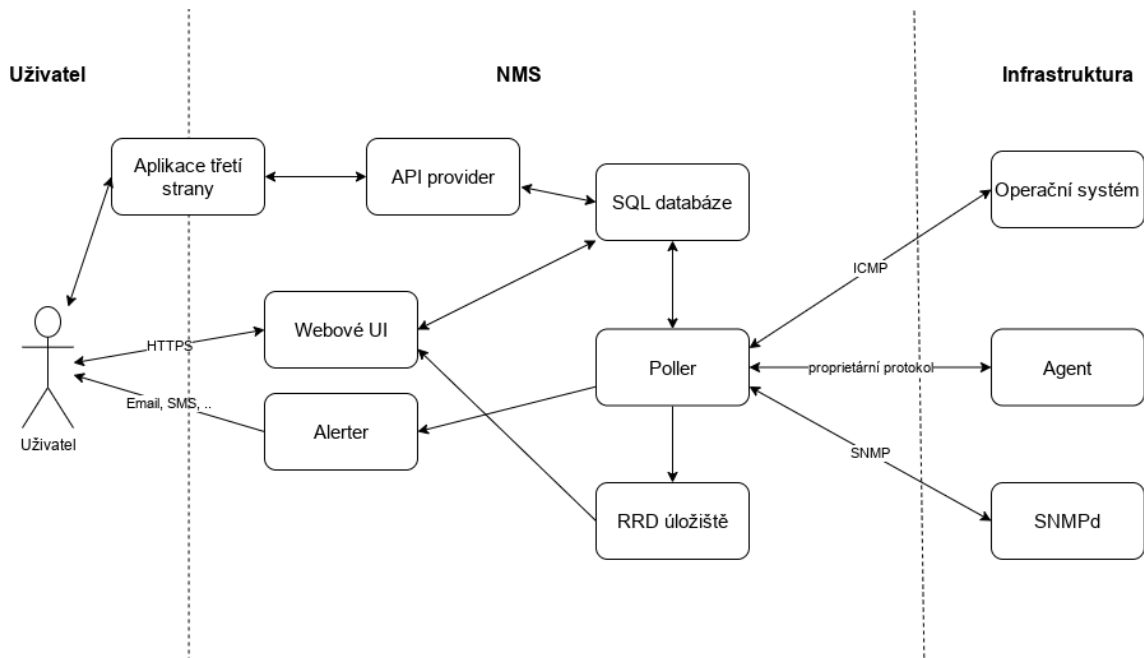 Uživatel
NMS
Infrastruktura
Aplikace třetí
strany
API provider
SQL databáze
Operační systém
ICMP
Webové UI
HTTPS
Poller
proprietární protokol
Agent
Email, SMS, ..
Alerter
Uživatel
SNMP
RRD úložiště
SNMPd